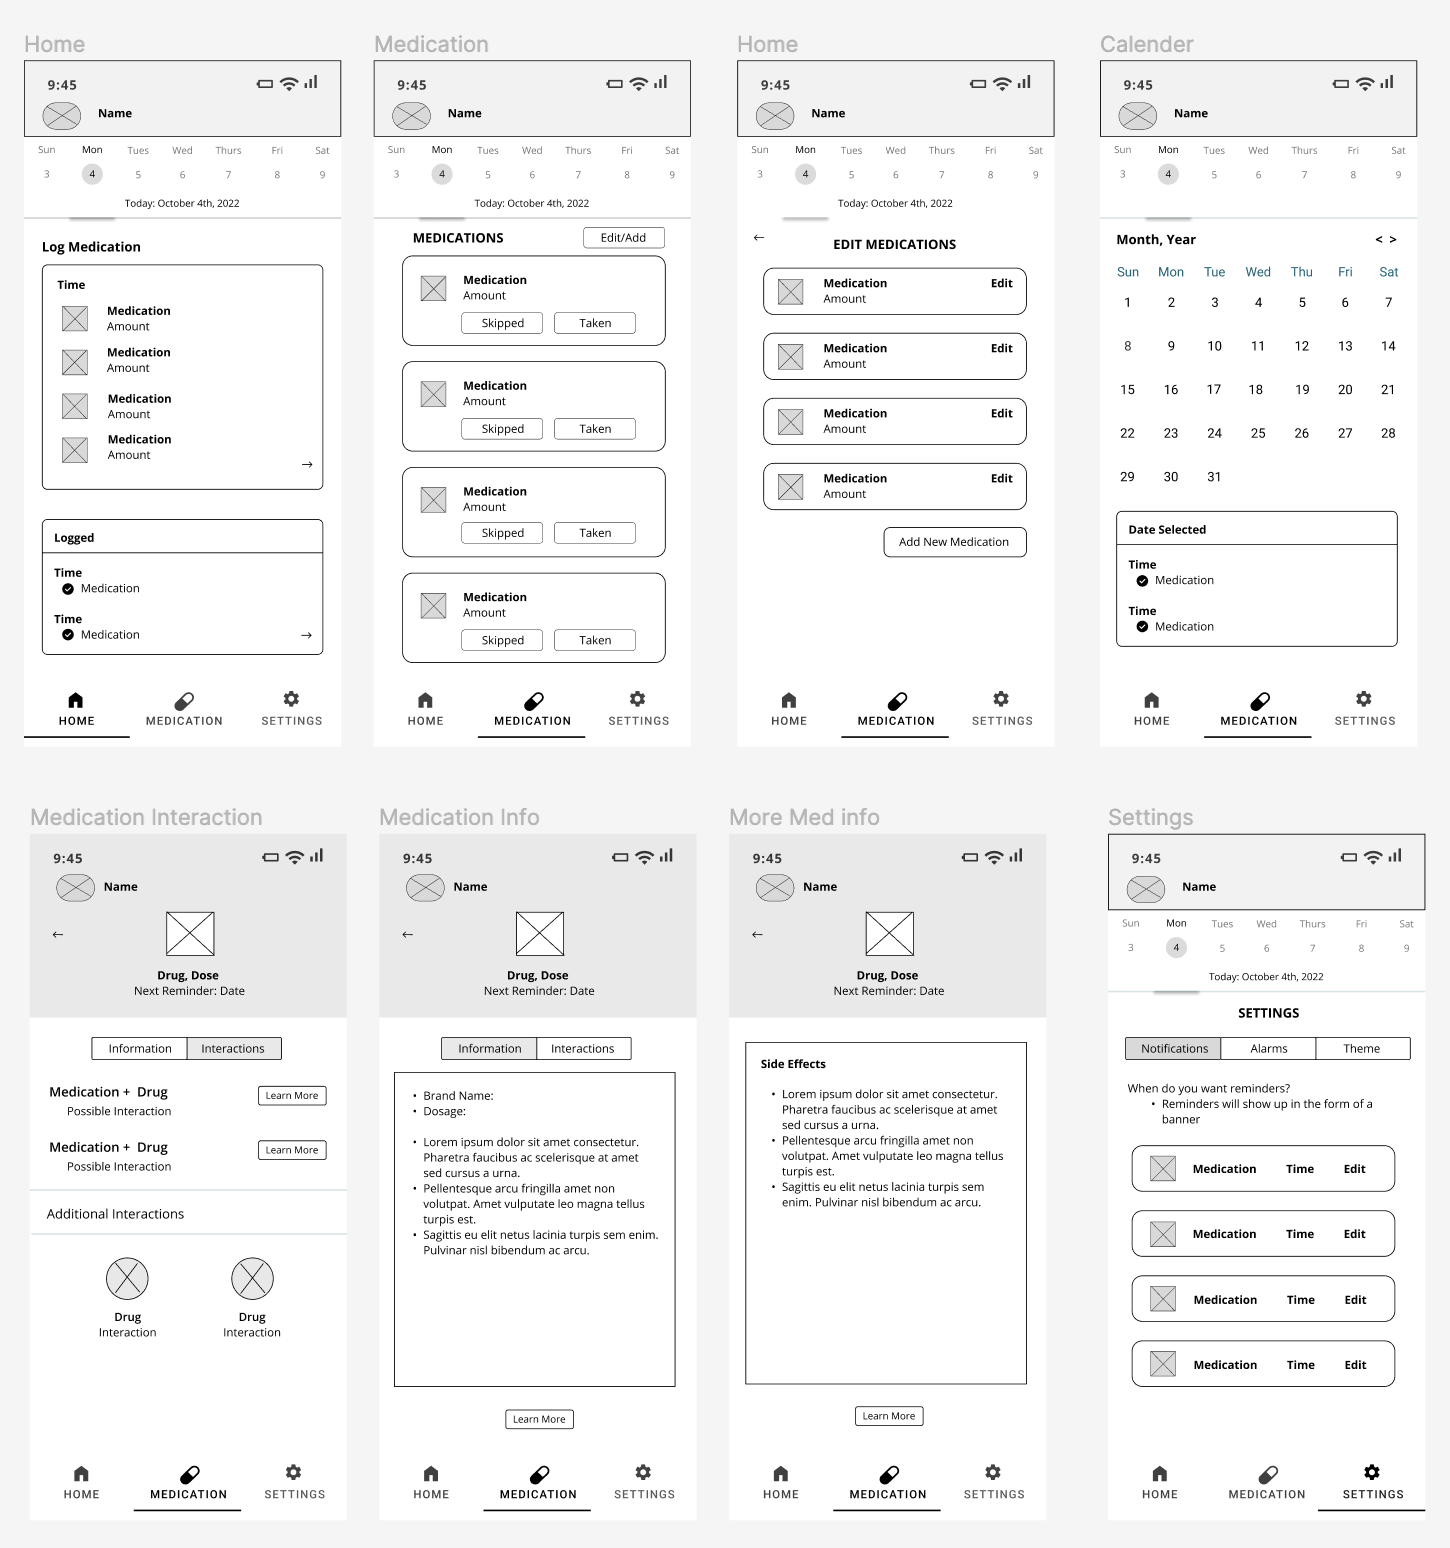 Home
9:45
Name
Sun Mon Tues Wed Thurs Fri Sat
3 4 5 6 7 8 9
Today: October 4th, 2022
Log Medication
Time
Medication
Amount
Medication
Amount
Medication
Amount
Medication
Amount
→
Logged
Time
Medication
Time
Medication →
HOME MEDICATION SETTINGS
Medication
9:45
Name
Sun Mon Tues Wed Thurs Fri Sat
3 4 5 6 7 8 9
Today: October 4th, 2022
MEDICATIONS Edit/Add
Medication
Amount
Skipped Taken
Medication
Amount
Skipped Taken
Medication
Amount
Skipped Taken
Medication
Amount
Skipped Taken
HOME MEDICATION SETTINGS
Home
9:45
Name
Sun Mon Tues Wed Thurs Fri Sat
3 4 5 6 7 8 9
Today: October 4th, 2022
←
EDIT MEDICATIONS
Medication Edit
Amount
Medication Edit
Amount
Medication Edit
Amount
Medication Edit
Amount
Add New Medication
HOME MEDICATION SETTINGS
Calender
9:45
Name
Sun Mon Tues Wed Thurs Fri Sat
3 4 5 6 7 8 9
Month, Year < >
Sun Mon Tue Wed Thu Fri Sat
1 2 3 4 5 6 7
8 9 10 11 12 13 14
15 16 17 18 19 20 21
22 23 24 25 26 27 28
29 30 31
Date Selected
Time
Medication
Time
Medication
HOME MEDICATION SETTINGS
Medication Interaction
9:45
Name
←
Drug, Dose
Next Reminder: Date
Information Interactions
Medication + Drug Learn More
Possible Interaction
Medication + Drug Learn More
Possible Interaction
Additional Interactions
Drug Drug
Interaction Interaction
HOME MEDICATION SETTINGS
Medication Info
9:45
Name
←
Drug, Dose
Next Reminder: Date
Information Interactions
• Brand Name:
• Dosage:
• Lorem ipsum dolor sit amet consectetur.
Pharetra faucibus ac scelerisque at amet
sed cursus a urna.
• Pellentesque arcu fringilla amet non
volutpat. Amet vulputate leo magna tellus
turpis est.
• Sagittis eu elit netus lacinia turpis sem enim.
Pulvinar nisl bibendum ac arcu.
Learn More
HOME MEDICATION SETTINGS
More Med info
9:45
Name
←
Drug, Dose
Next Reminder: Date
Side Effects
• Lorem ipsum dolor sit amet consectetur.
Pharetra faucibus ac scelerisque at amet
sed cursus a urna.
• Pellentesque arcu fringilla amet non
volutpat. Amet vulputate leo magna tellus
turpis est.
• Sagittis eu elit netus lacinia turpis sem
enim. Pulvinar nisl bibendum ac arcu.
Learn More
HOME MEDICATION SETTINGS
Settings
9:45
Name
Sun Mon Tues Wed Thurs Fri Sat
3 4 5 6 7 8 9
Today: October 4th, 2022
SETTINGS
Notifications Alarms Theme
When do you want reminders?
• Reminders will show up in the form of a
banner
Medication Time Edit
Medication Time Edit
Medication Time Edit
Medication Time Edit
HOME MEDICATION SETTINGS